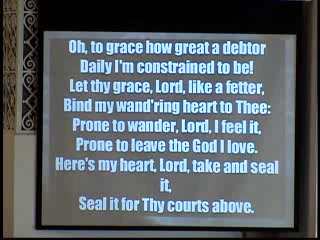 Oh, to grace how great a debtor
Daily I'm constrained to be!
Let thy grace, Lord, like a fetter,
Bind my wand'ring heart to Thee:
Prone to wander, Lord, I feel it,
Prone to leave the God I love.
Here's my heart, Lord, take and seal
it,
Seal it for Thy courts above.